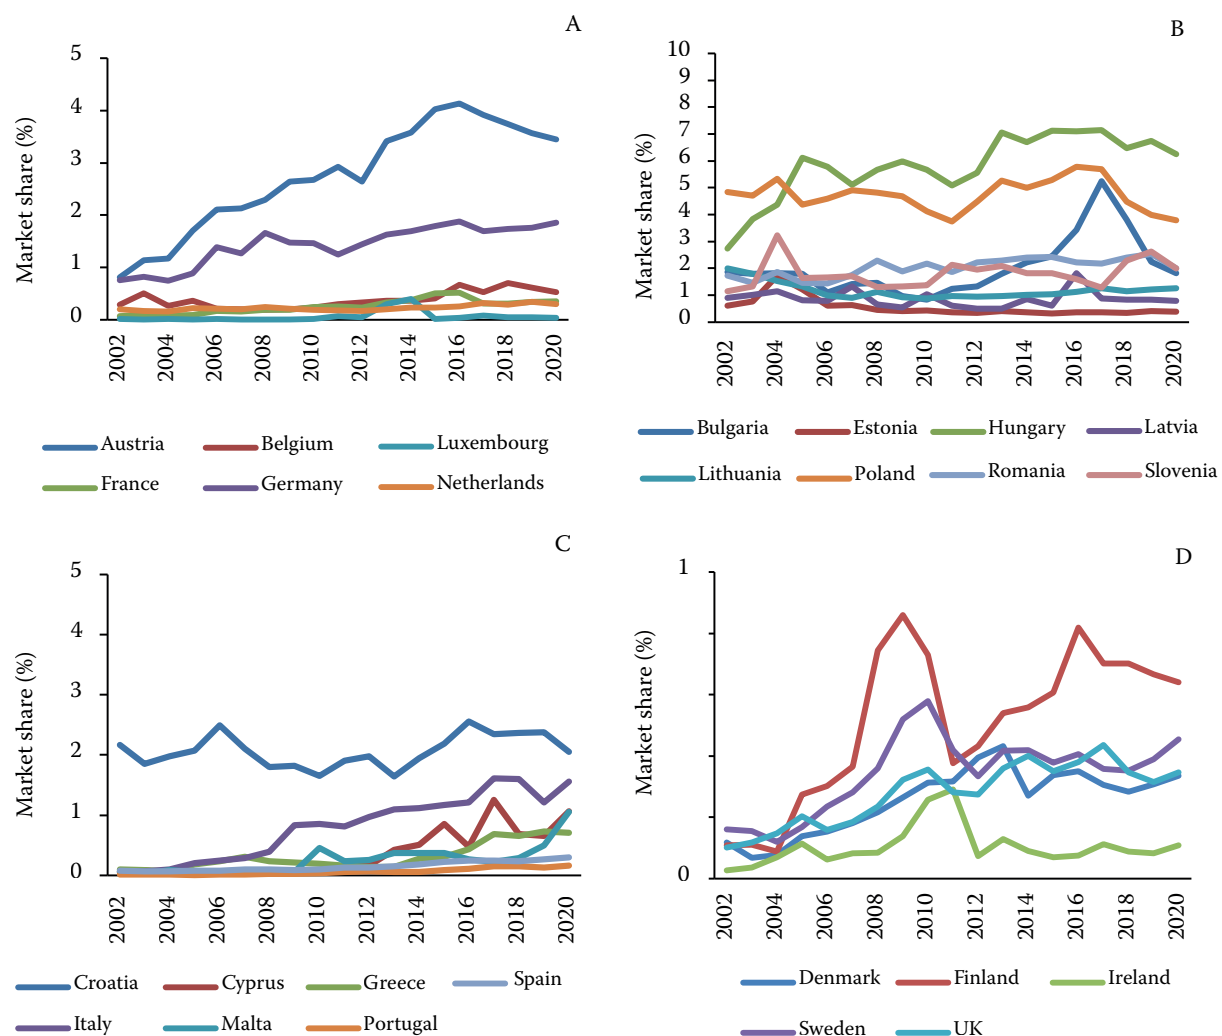 A
Market share (%)
5
4
3
2
1
0
2002 2004 2006 2008 2010 2012 2014 2016 2018 2020
Austria Belgium Luxembourg
France Germany Netherlands
B
Market share (%)
10
9
8
7
6
5
4
3
2
1
0
2002 2004 2006 2008 2010 2012 2014 2016 2018 2020
Bulgaria Estonia Hungary Latvia
Lithuania Poland Romania Slovenia
C
Market share (%)
5
4
3
2
1
0
2002 2004 2006 2008 2010 2012 2014 2016 2018 2020
Croatia Cyprus Greece Spain
Italy Malta Portugal
D
Market share (%)
1
0
2002 2004 2006 2008 2010 2012 2014 2016 2018 2020
Denmark Finland Ireland
Sweden UK